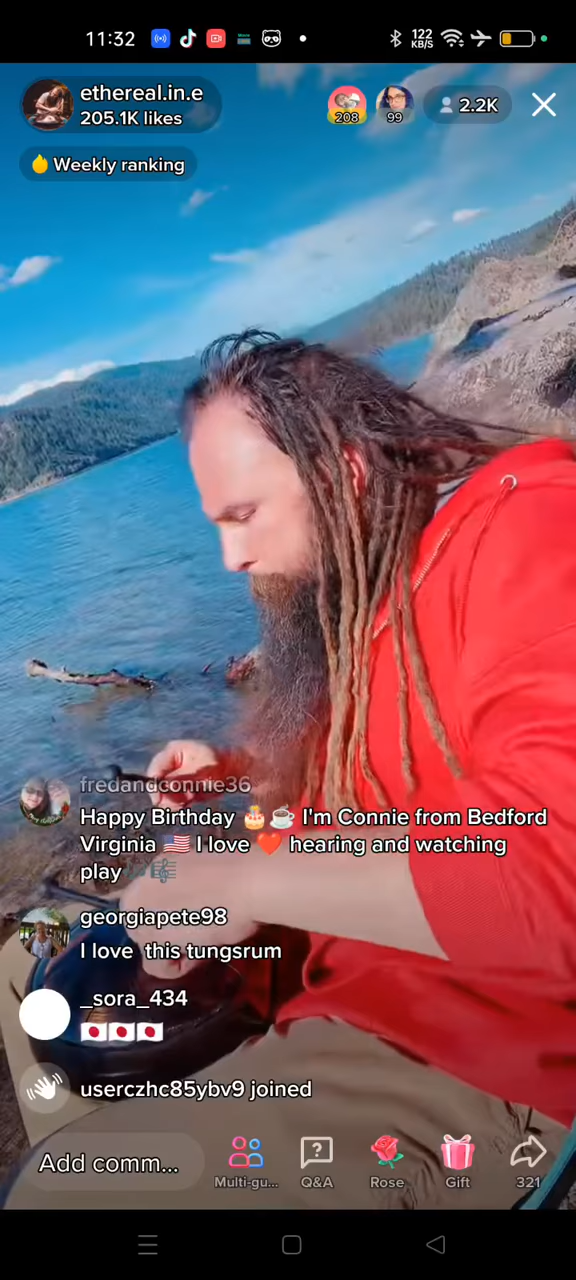 11:32
122
KB/S
ethereal.in.e
205.1K likes
208
99
2.2K
Weekly ranking
fredandconnie36
Happy Birthday 🎂☕ I'm Connie from Bedford
Virginia 🇺🇸 I love ❤️ hearing and watching
play🎶🎼
georgiapete98
I love this tungsrum
_sora_434
🇯🇵🇯🇵🇯🇵
userczhc85ybv9 joined
Add comm...
Multi-gu...
Q&A
Rose
Gift
321